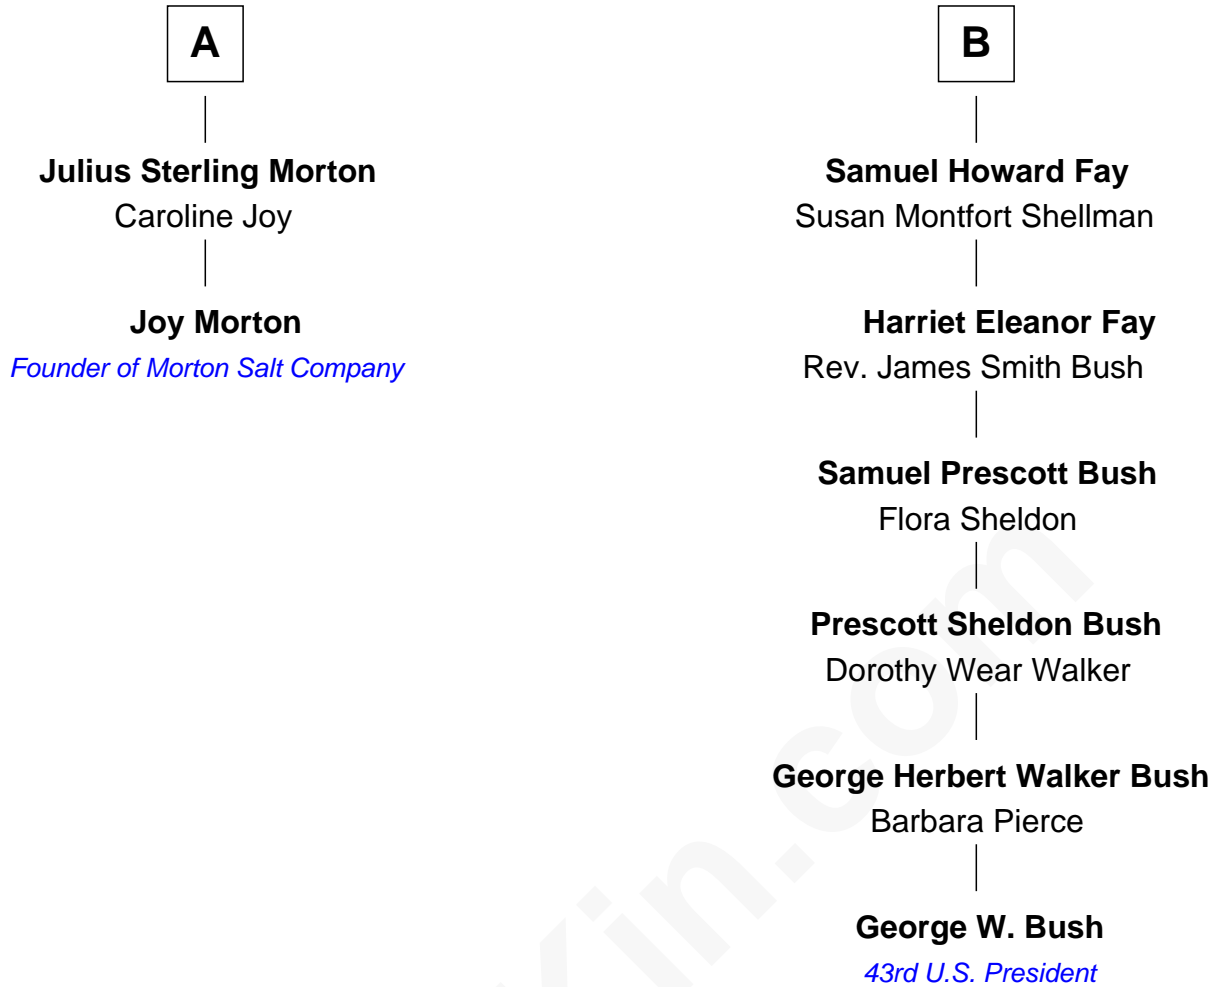 A
Julius Sterling Morton
Caroline Joy
Joy Morton
Founder of Morton Salt Company
B
Samuel Howard Fay
Susan Montfort Shellman
Harriet Eleanor Fay
Rev. James Smith Bush
Samuel Prescott Bush
Flora Sheldon
Prescott Sheldon Bush
Dorothy Wear Walker
George Herbert Walker Bush
Barbara Pierce
George W. Bush
43rd U.S. President
Kin.com